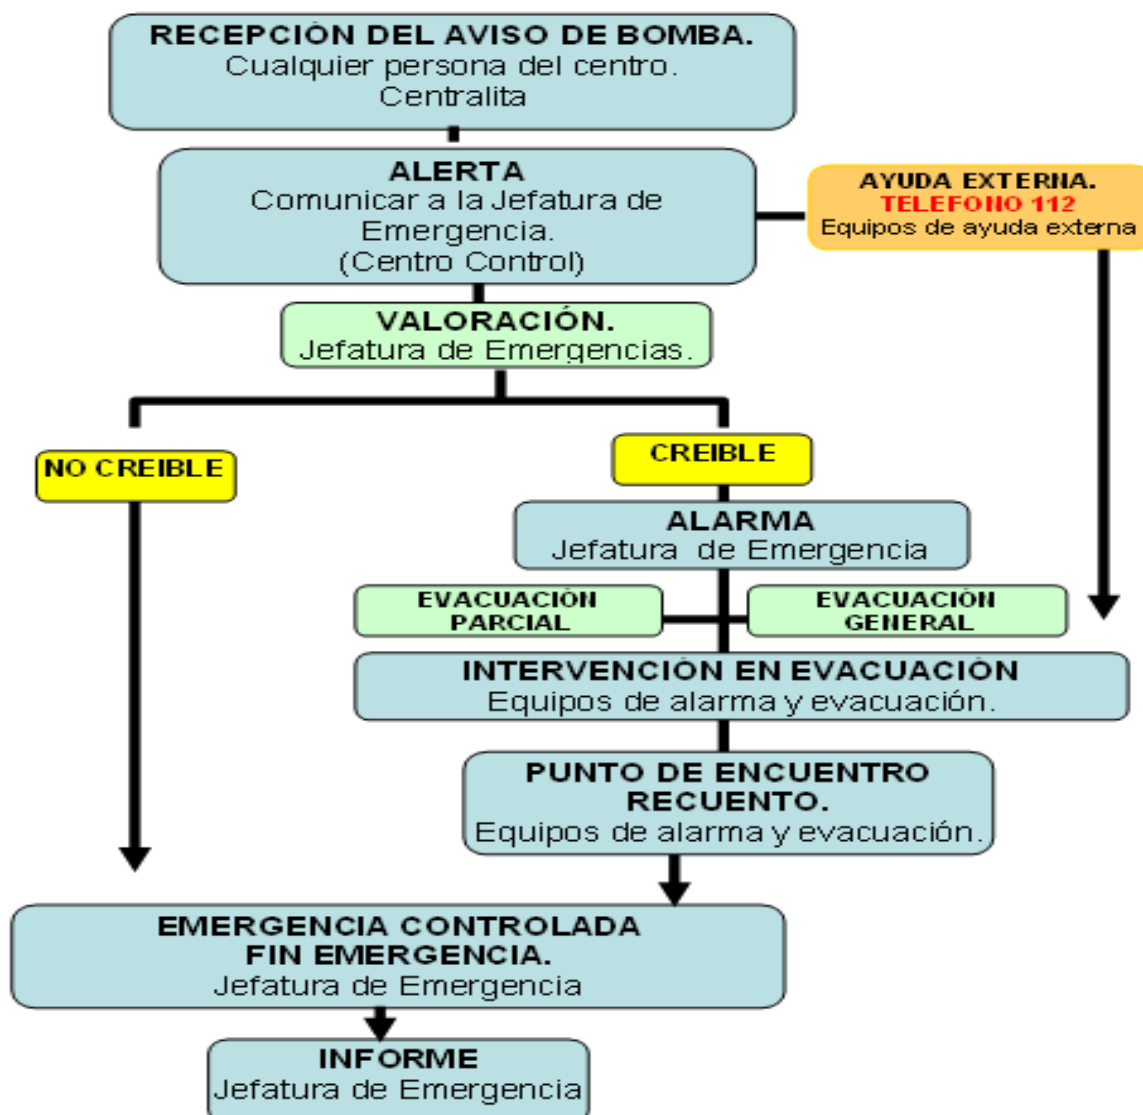 RECEPCIÓN DEL AVISO DE BOMBA.
Cualquier persona del centro.
Centralita
ALERTA
Comunicar a la Jefatura de
Emergencia.
(Centro Control)
AYUDA EXTERNA.
TELEFONO 112
Equipos de ayuda externa
VALORACIÓN.
Jefatura de Emergencias.
NO CREIBLE
CREIBLE
ALARMA
Jefatura de Emergencia
EVACUACIÓN
PARCIAL
EVACUACIÓN
GENERAL
INTERVENCIÓN EN EVACUACIÓN
Equipos de alarma y evacuación.
PUNTO DE ENCUENTRO
RECUENTO.
Equipos de alarma y evacuación.
EMERGENCIA CONTROLADA
FIN EMERGENCIA.
Jefatura de Emergencia
INFORME
Jefatura de Emergencia